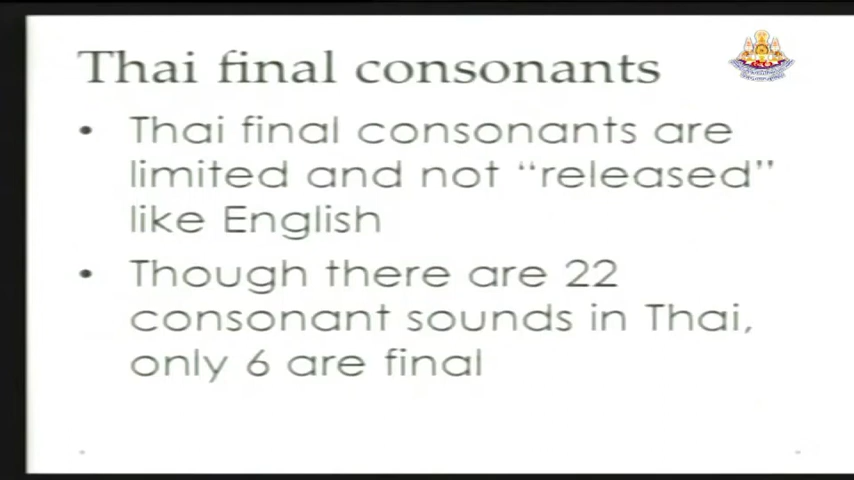 Thai final consonants
• Thai final consonants are
limited and not “released”
like English
• Though there are 22
consonant sounds in Thai,
only 6 are final